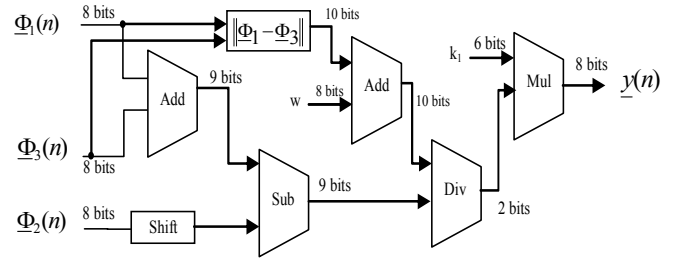 Φ1(n)
8 bits
‖Φ1−Φ3‖
10 bits
Add
9 bits
w
8 bits
Add
10 bits
k1
6 bits
Mul
8 bits
y(n)
Φ3(n)
8 bits
Sub
9 bits
Div
2 bits
Φ2(n)
8 bits
Shift